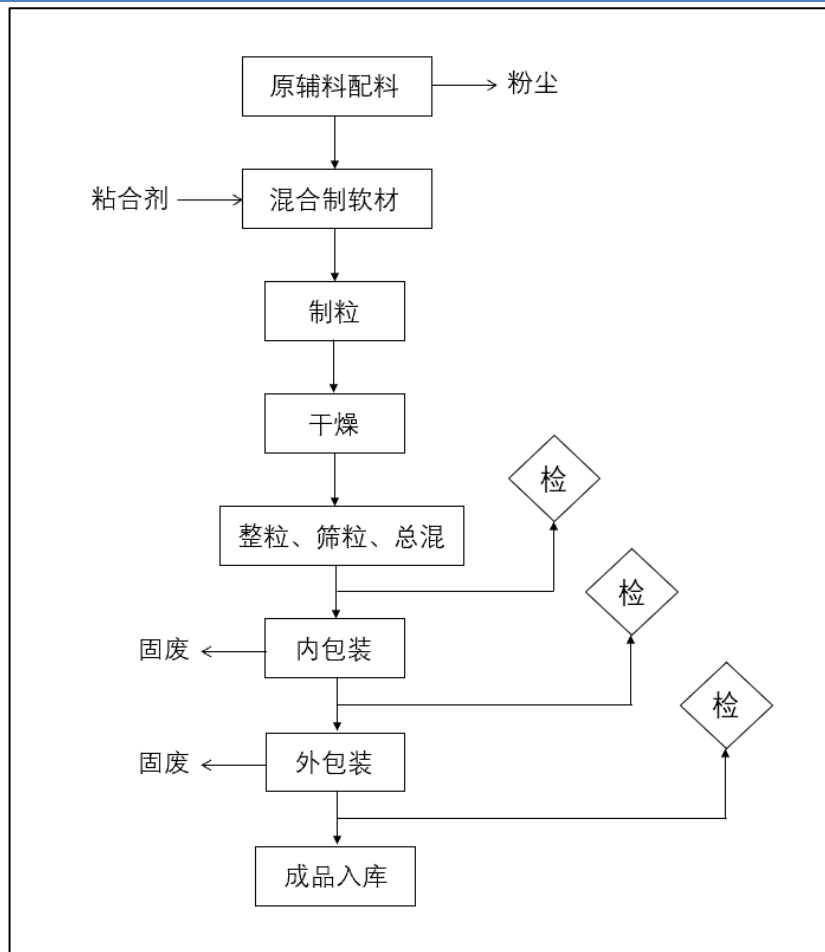 原辅料配料
粉尘
粘合剂
混合制软材
制粒
干燥
检
整粒、筛粒、总混
检
固废
内包装
检
固废
外包装
成品入库